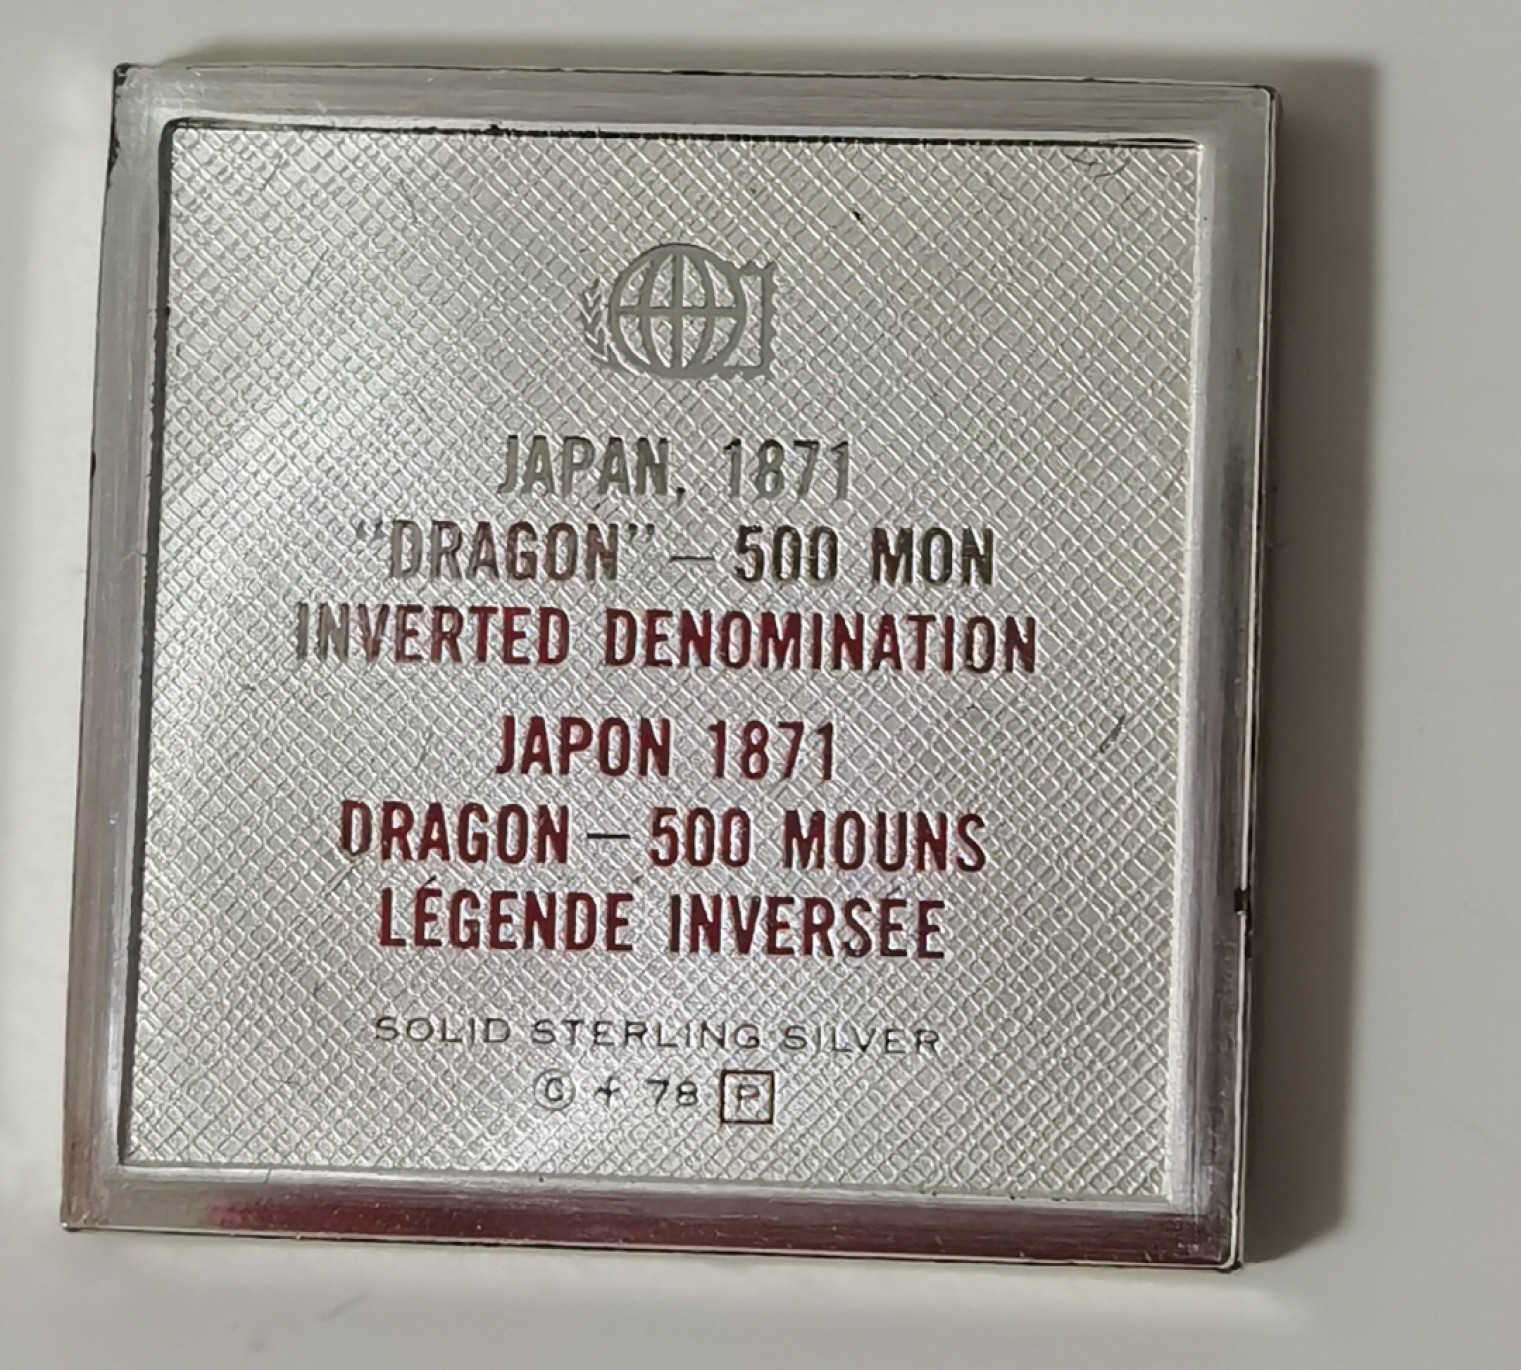 JAPAN, 1871
"DRAGON" — 500 MON
INVERTED DENOMINATION
JAPON 1871
DRAGON — 500 MOUNS
LÉGENDE INVERSÉE
SOLID STERLING SILVER
© + 78 P